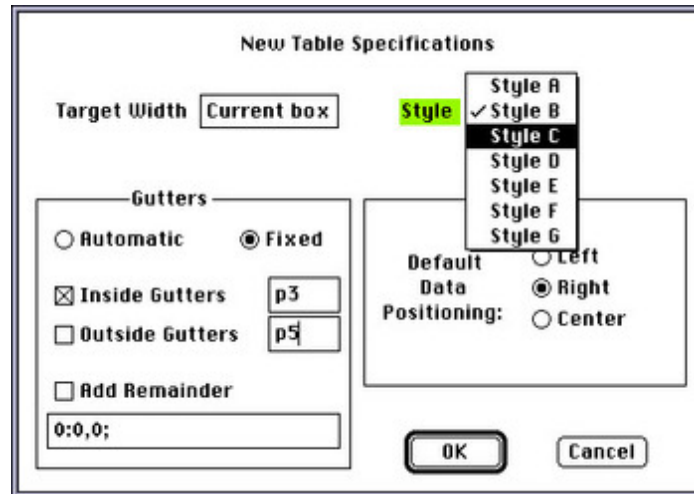 New Table Specifications
Target Width Current box Style
Style A
Style B
Style C
Style D
Style E
Style F
Style G
Gutters
Automatic Fixed
Inside Gutters p3
Outside Gutters p5
Add Remainder
0:0,0;
Default
Data
Positioning:
Left
Right
Center
OK Cancel